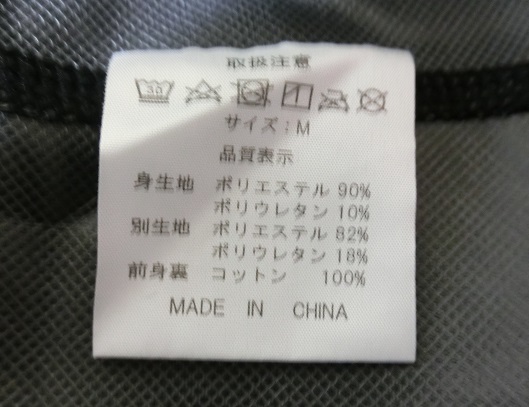 取扱注意
30
サイズ:M
品質表示
身生地 ポリエステル 90%
ポリウレタン 10%
別生地 ポリエステル 82%
ポリウレタン 18%
前身裏 コットン 100%
MADE IN CHINA